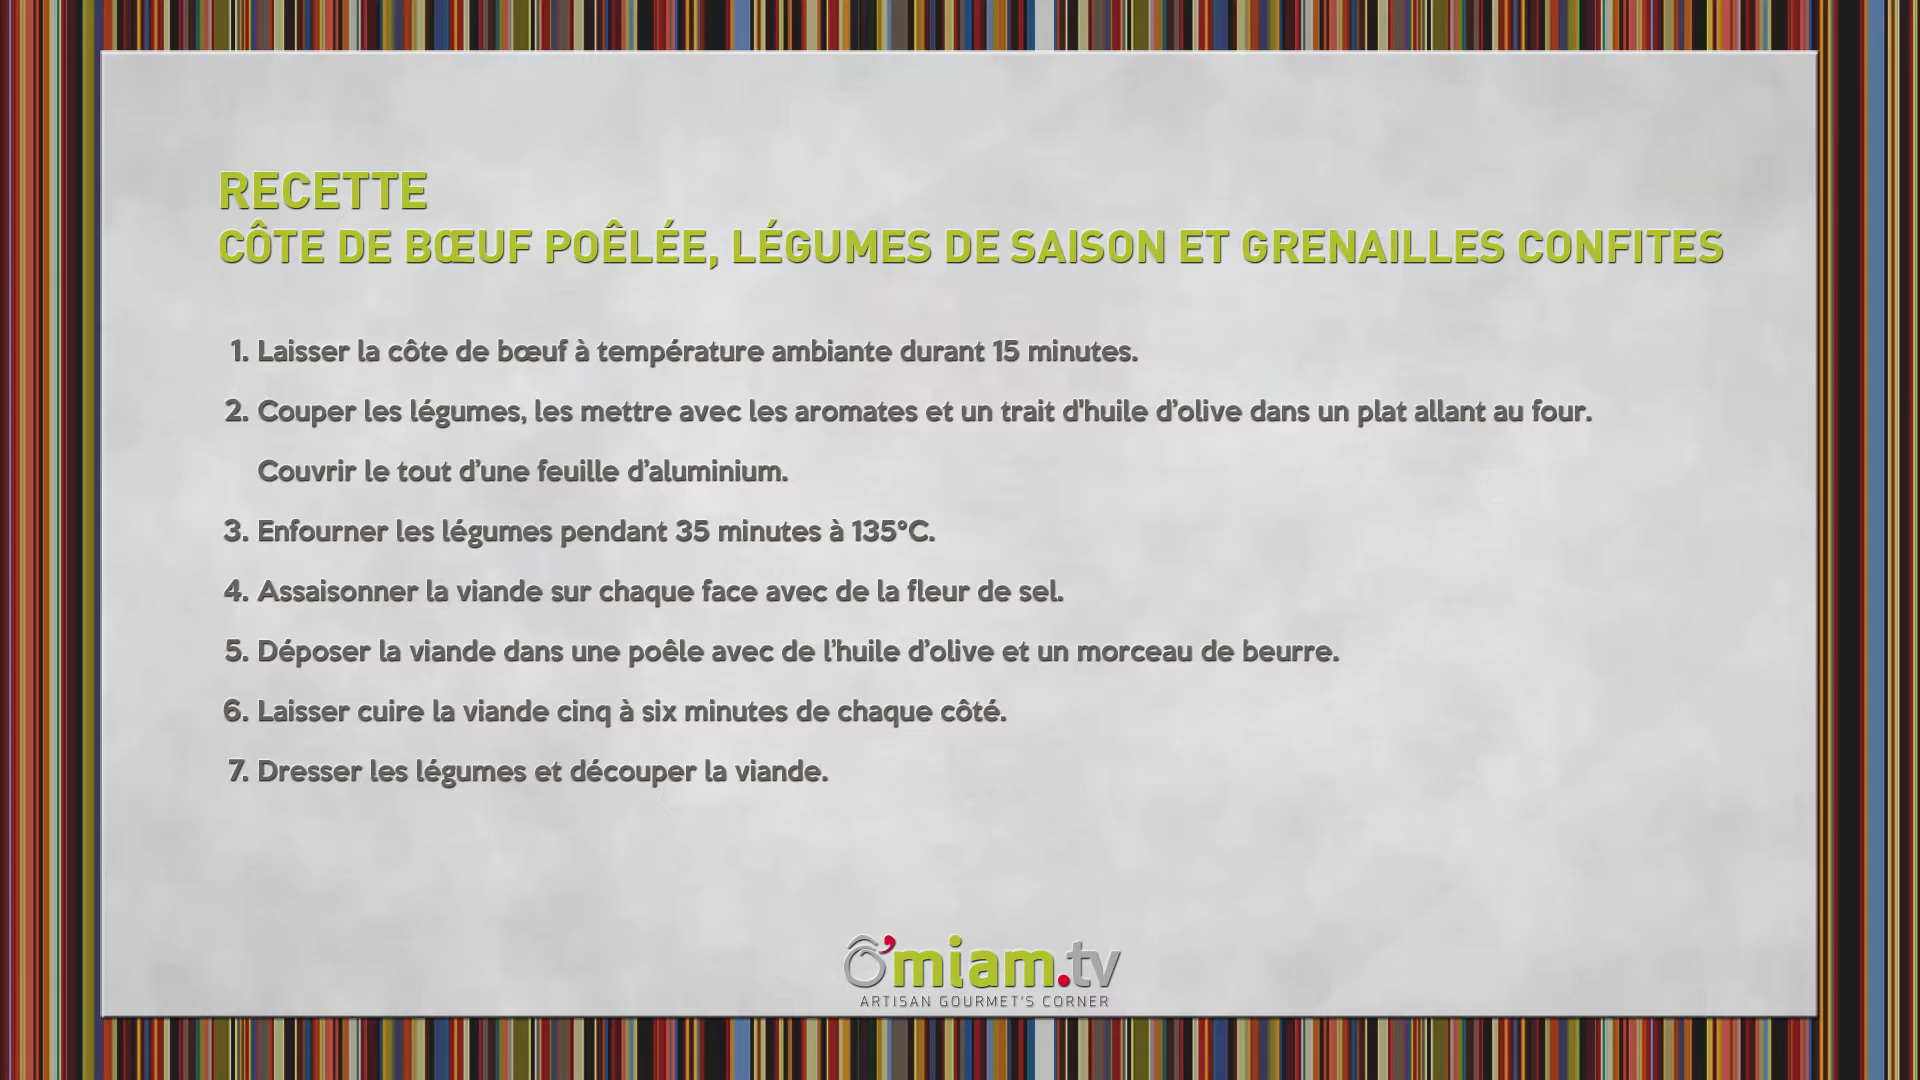 RECETTE
CÔTE DE BŒUF POÊLÉE, LÉGUMES DE SAISON ET GRENAILLES CONFITES
1. Laisser la côte de bœuf à température ambiante durant 15 minutes.
2. Couper les légumes, les mettre avec les aromates et un trait d'huile d’olive dans un plat allant au four.
Couvrir le tout d’une feuille d’aluminium.
3. Enfourner les légumes pendant 35 minutes à 135°C.
4. Assaisonner la viande sur chaque face avec de la fleur de sel.
5. Déposer la viande dans une poêle avec de l’huile d’olive et un morceau de beurre.
6. Laisser cuire la viande cinq à six minutes de chaque côté.
7. Dresser les légumes et découper la viande.
Ô’miam.tv
ARTISAN GOURMET’S CORNER